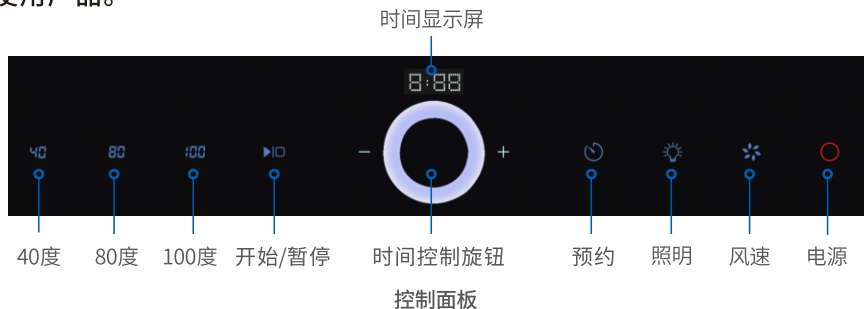 使用产品。
时间显示屏
8:88
40 80 100 − + 
40度 80度 100度 开始/暂停 时间控制旋钮 预约 照明 风速 电源
控制面板